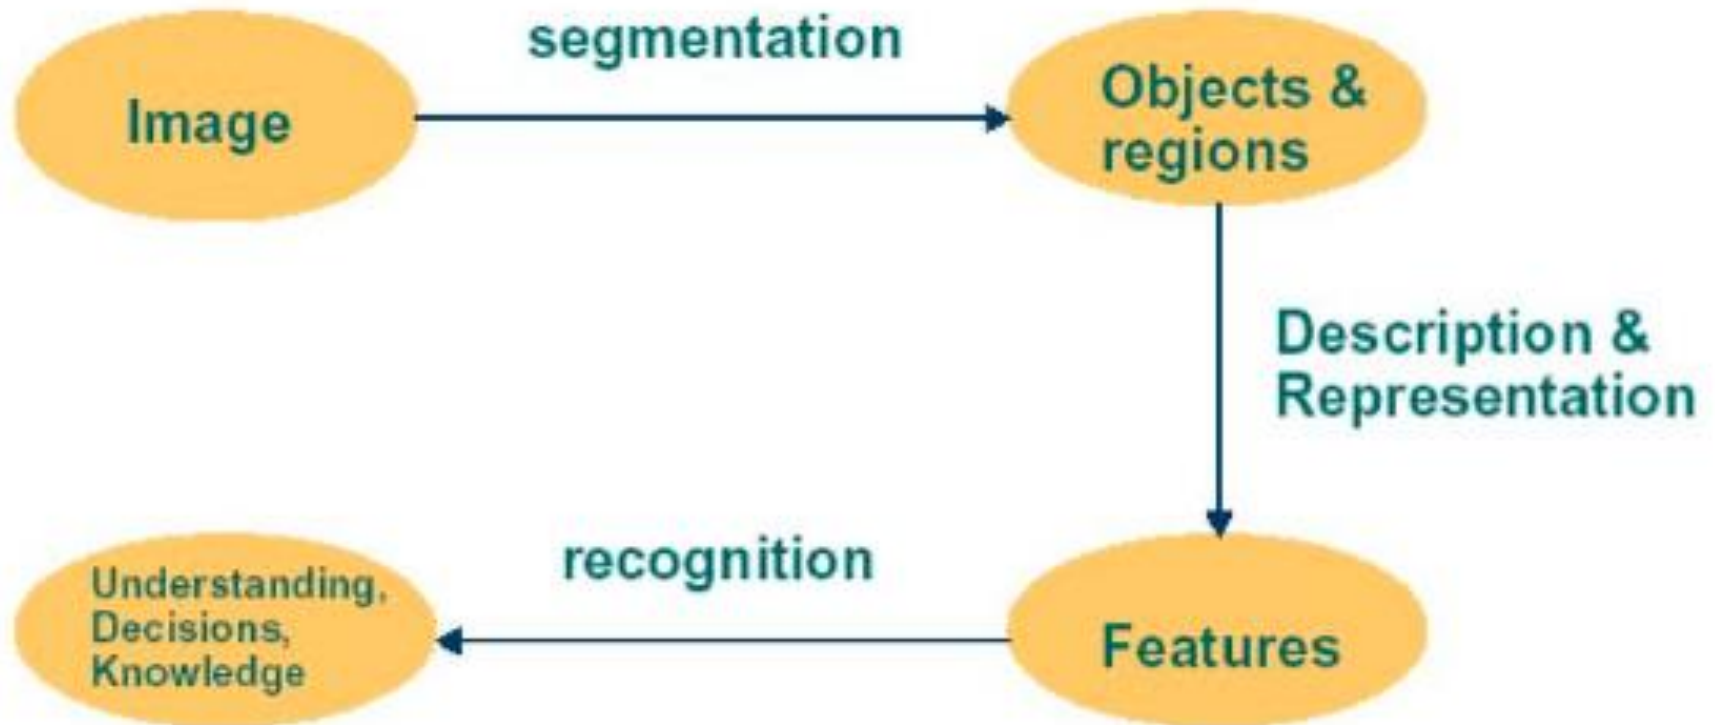 segmentation
Image
Objects &
regions
Description &
Representation
recognition
Features
Understanding,
Decisions,
Knowledge